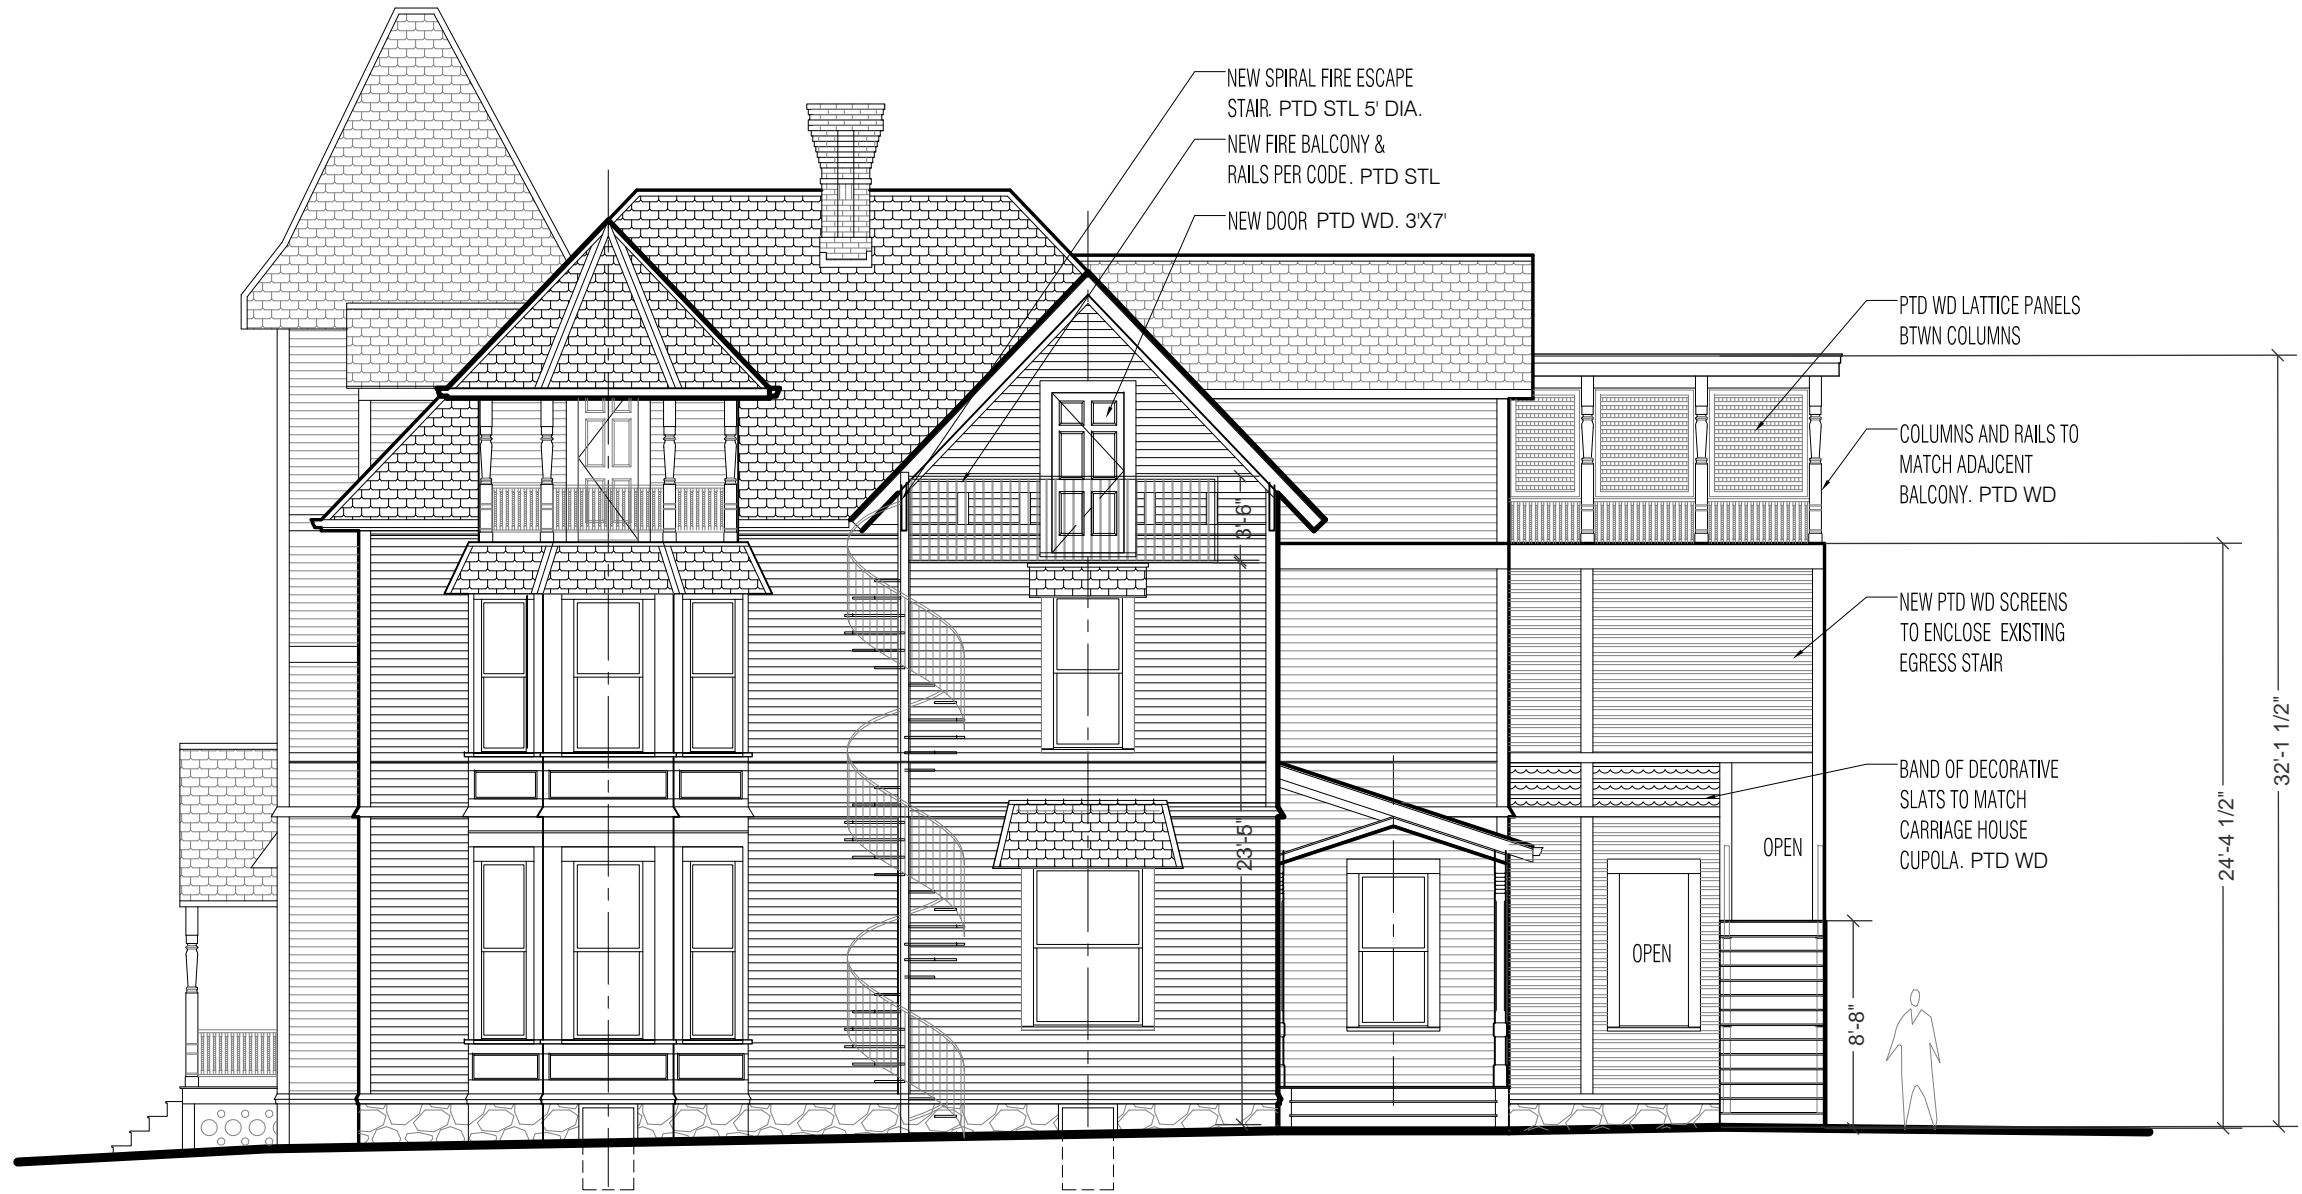 NEW SPIRAL FIRE ESCAPE
STAIR. PTD STL 5' DIA.
NEW FIRE BALCONY &
RAILS PER CODE. PTD STL
NEW DOOR PTD WD. 3'X7'
PTD WD LATTICE PANELS
BTWN COLUMNS
COLUMNS AND RAILS TO
MATCH ADAJCENT
BALCONY. PTD WD
NEW PTD WD SCREENS
TO ENCLOSE EXISTING
EGRESS STAIR
BAND OF DECORATIVE
SLATS TO MATCH
CARRIAGE HOUSE
CUPOLA. PTD WD
OPEN
OPEN
3'-6"
23'-5"
8'-8"
24'-4 1/2"
32'-1 1/2"